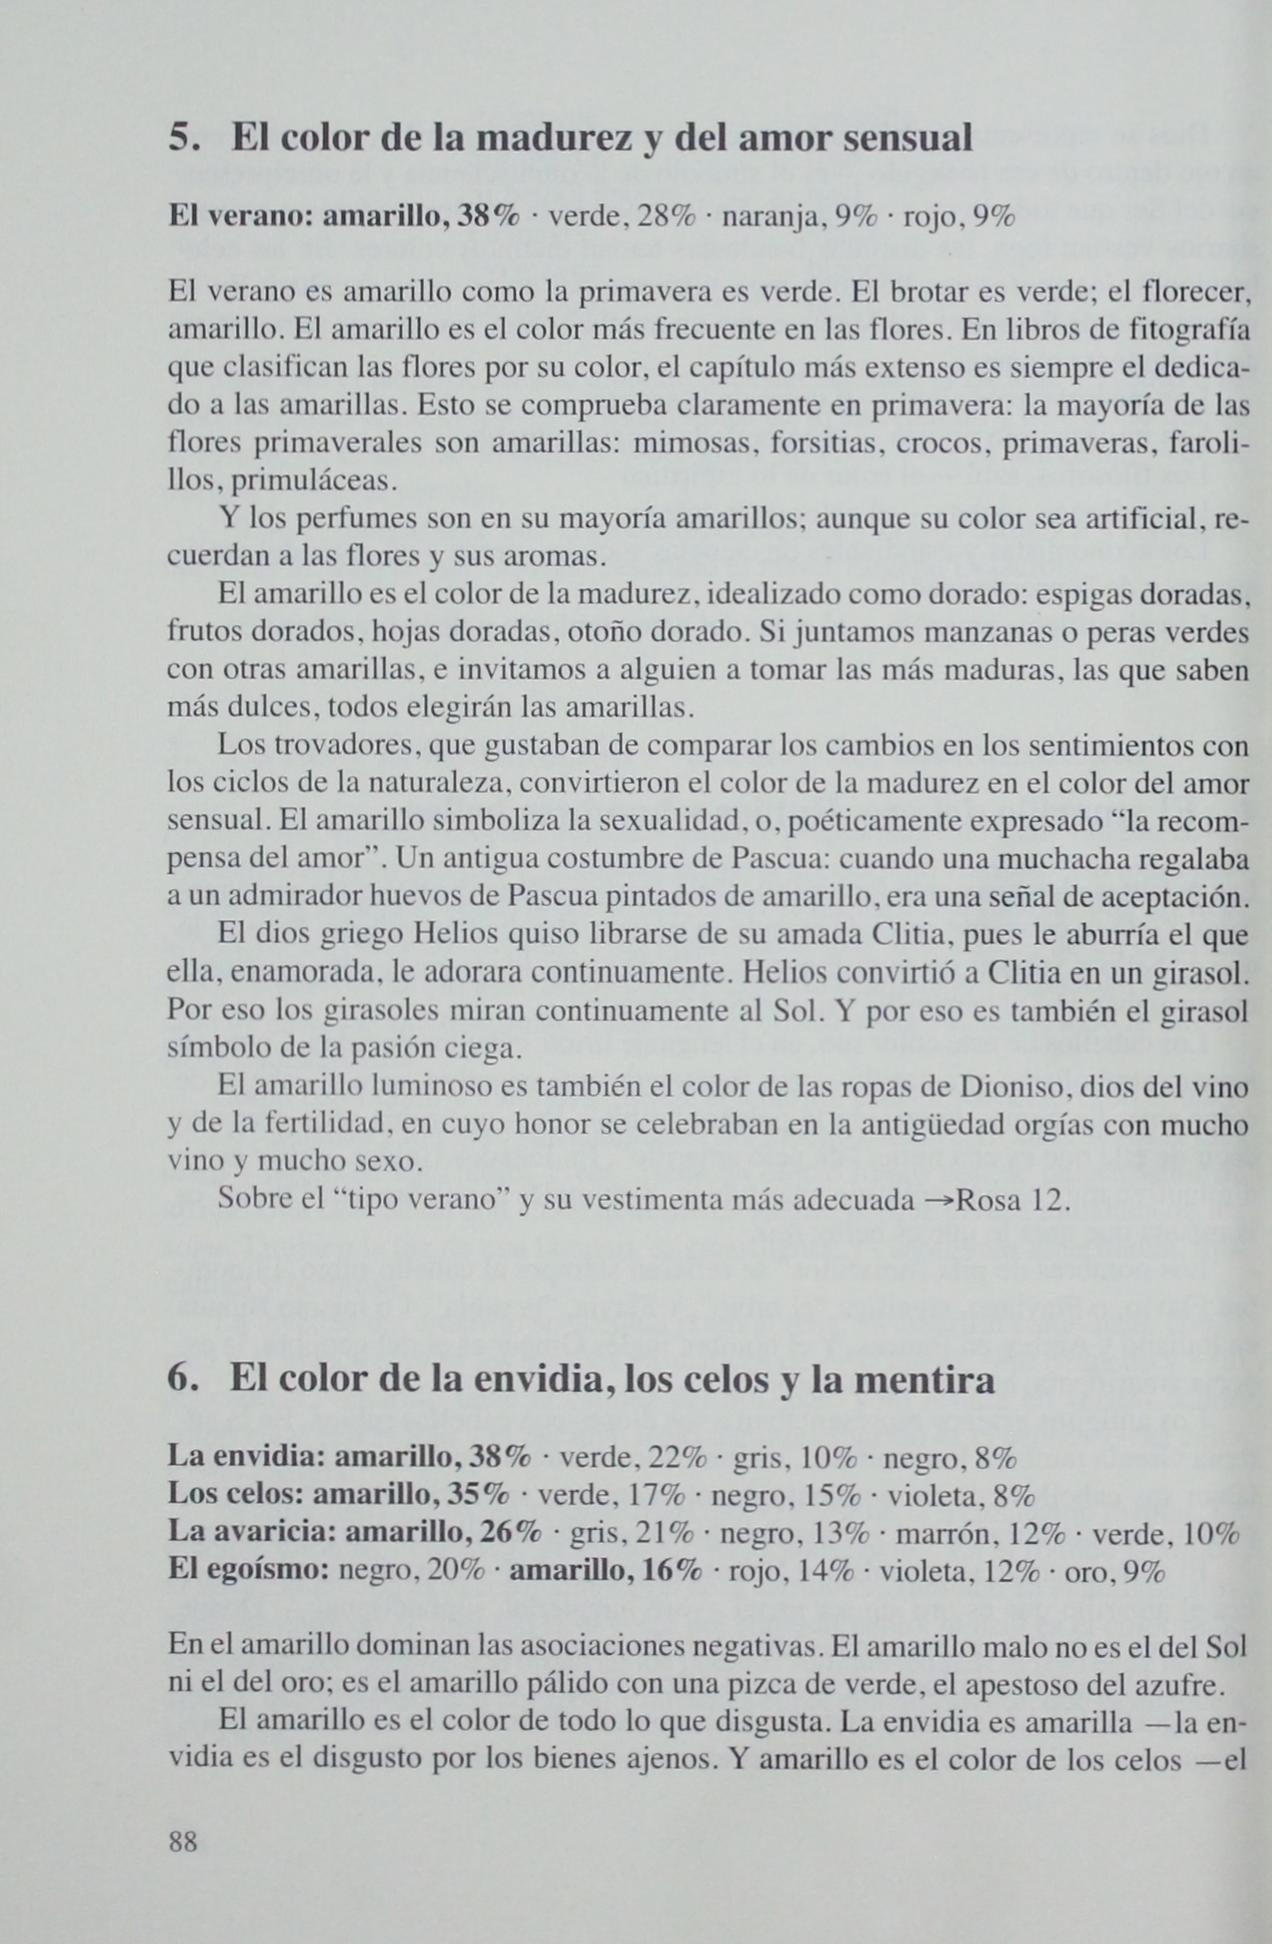 5. El color de la madurez y del amor sensual
El verano: amarillo, 38% · verde, 28% · naranja, 9% · rojo, 9%
El verano es amarillo como la primavera es verde. El brotar es verde; el florecer,
amarillo. El amarillo es el color más frecuente en las flores. En libros de fitografía
que clasifican las flores por su color, el capítulo más extenso es siempre el dedica-
do a las amarillas. Esto se comprueba claramente en primavera: la mayoría de las
flores primaverales son amarillas: mimosas, forsitias, crocos, primaveras, faroli-
llos, primuláceas.
Y los perfumes son en su mayoría amarillos; aunque su color sea artificial, re-
cuerdan a las flores y sus aromas.
El amarillo es el color de la madurez, idealizado como dorado: espigas doradas,
frutos dorados, hojas doradas, otoño dorado. Si juntamos manzanas o peras verdes
con otras amarillas, e invitamos a alguien a tomar las más maduras, las que saben
más dulces, todos elegirán las amarillas.
Los trovadores, que gustaban de comparar los cambios en los sentimientos con
los ciclos de la naturaleza, convirtieron el color de la madurez en el color del amor
sensual. El amarillo simboliza la sexualidad, o, poéticamente expresado “la recom-
pensa del amor”. Un antigua costumbre de Pascua: cuando una muchacha regalaba
a un admirador huevos de Pascua pintados de amarillo, era una señal de aceptación.
El dios griego Helios quiso librarse de su amada Clitia, pues le aburría el que
ella, enamorada, le adorara continuamente. Helios convirtió a Clitia en un girasol.
Por eso los girasoles miran continuamente al Sol. Y por eso es también el girasol
símbolo de la pasión ciega.
El amarillo luminoso es también el color de las ropas de Dioniso, dios del vino
y de la fertilidad, en cuyo honor se celebraban en la antigüedad orgías con mucho
vino y mucho sexo.
Sobre el “tipo verano” y su vestimenta más adecuada →Rosa 12.
6. El color de la envidia, los celos y la mentira
La envidia: amarillo, 38% · verde, 22% · gris, 10% · negro, 8%
Los celos: amarillo, 35% · verde, 17% · negro, 15% · violeta, 8%
La avaricia: amarillo, 26% · gris, 21% · negro, 13% · marrón, 12% · verde, 10%
El egoísmo: negro, 20% · amarillo, 16% · rojo, 14% · violeta, 12% · oro, 9%
En el amarillo dominan las asociaciones negativas. El amarillo malo no es el del Sol
ni el del oro; es el amarillo pálido con una pizca de verde, el apestoso del azufre.
El amarillo es el color de todo lo que disgusta. La envidia es amarilla —la en-
vidia es el disgusto por los bienes ajenos. Y amarillo es el color de los celos —el
88